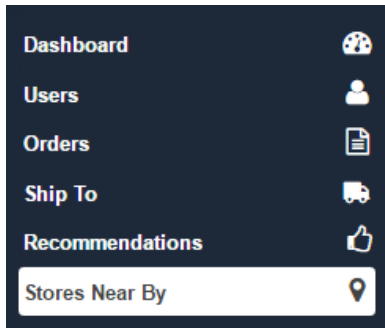 Dashboard
Users
Orders
Ship To
Recommendations
Stores Near By